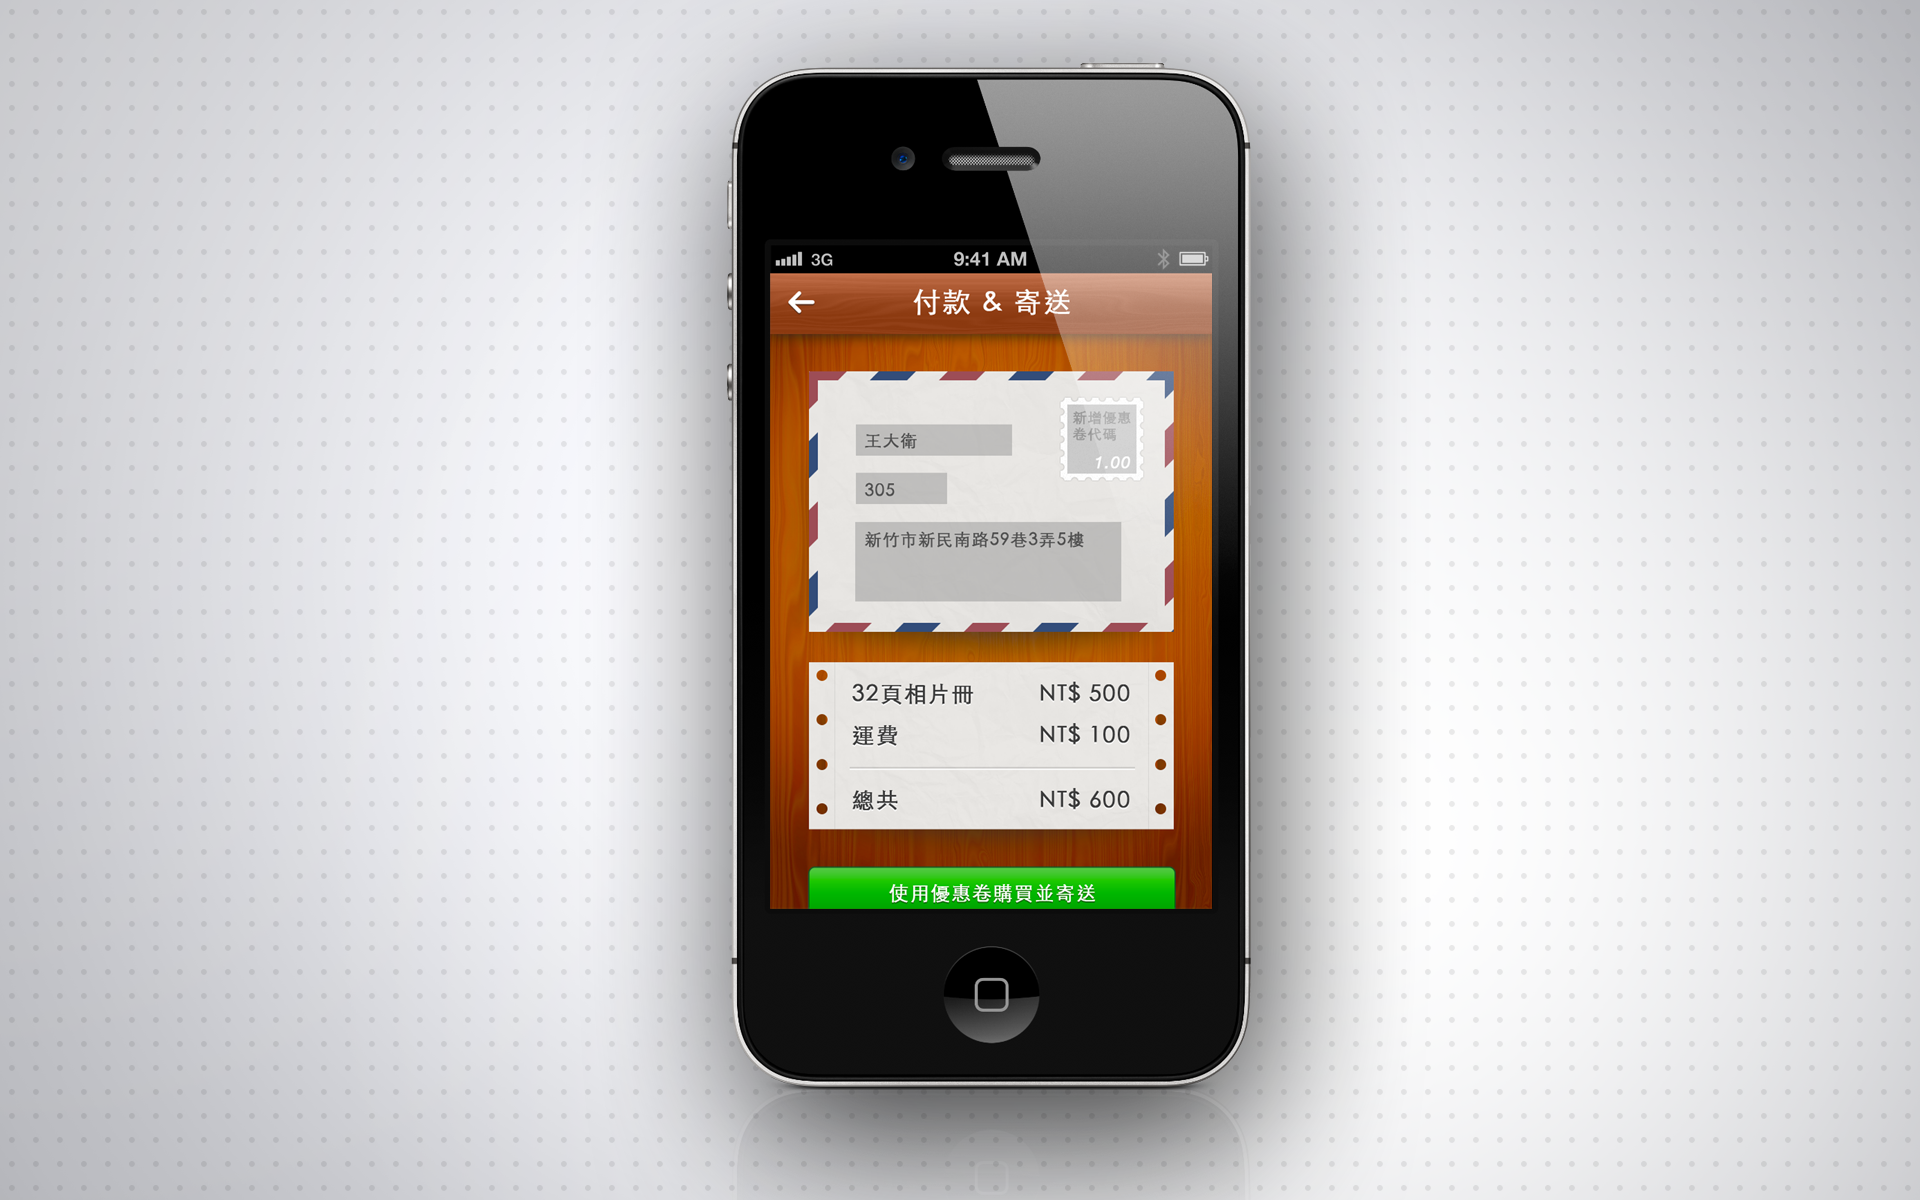 3G 9:41 AM
付款 & 寄送
新增優惠
卷代碼
1.00
王大衛
305
新竹市新民南路59巷3弄5樓
32頁相片冊 NT$ 500
運費 NT$ 100
總共 NT$ 600
使用優惠卷購買並寄送